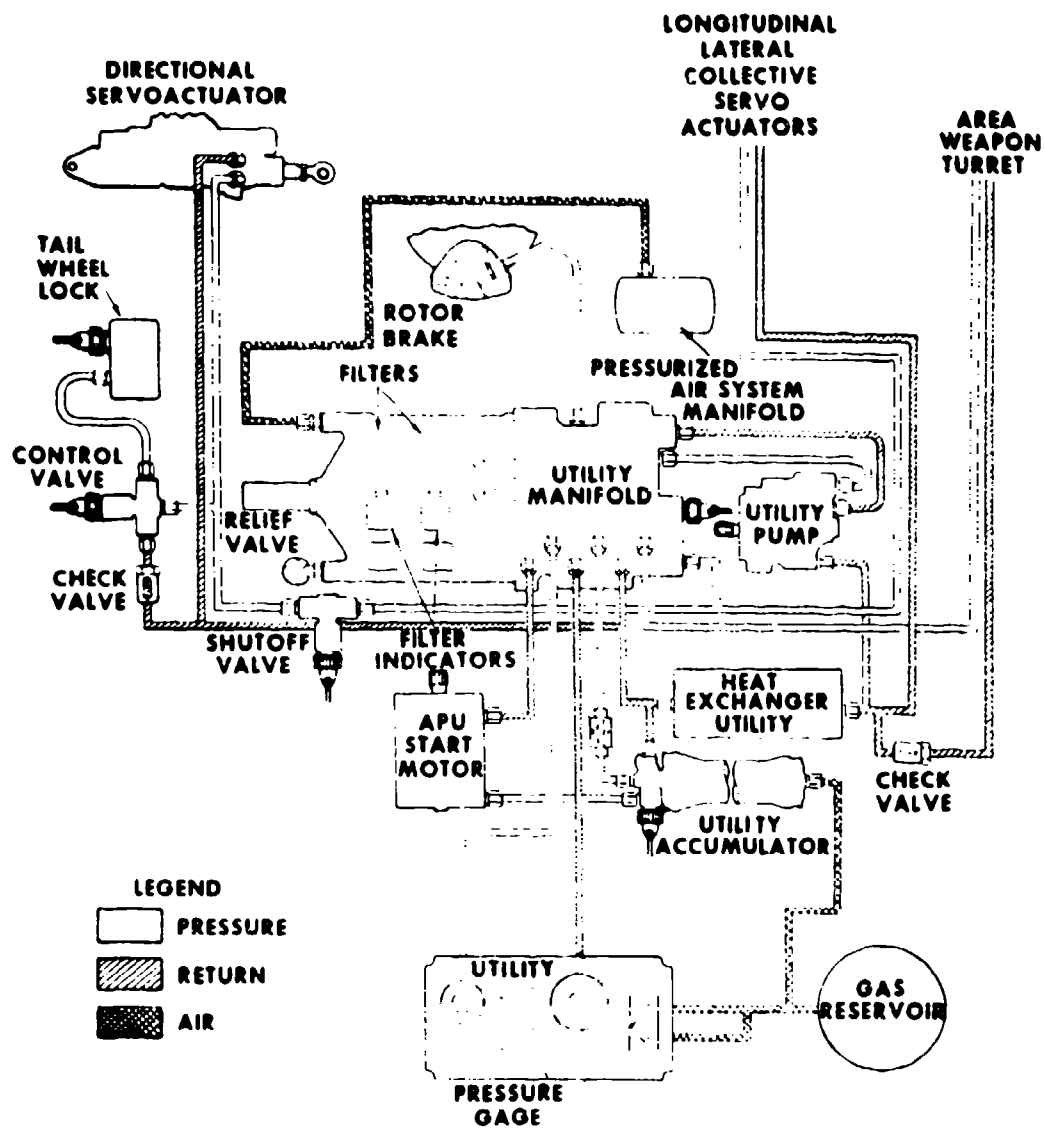 LONGITUDINAL
LATERAL
COLLECTIVE
SERVO
ACTUATORS
DIRECTIONAL
SERVOACTUATOR
AREA
WEAPON
TURRET
TAIL
WHEEL
LOCK
ROTOR
BRAKE
FILTERS
PRESSURIZED
AIR SYSTEM
MANIFOLD
CONTROL
VALVE
UTILITY
MANIFOLD
UTILITY
PUMP
RELIEF
VALVE
CHECK
VALVE
SHUTOFF
VALVE
FILTER
INDICATORS
HEAT
EXCHANGER
UTILITY
APU
START
MOTOR
CHECK
VALVE
UTILITY
ACCUMULATOR
LEGEND
PRESSURE
RETURN
AIR
UTILITY
GAS
RESERVOIR
PRESSURE
GAGE